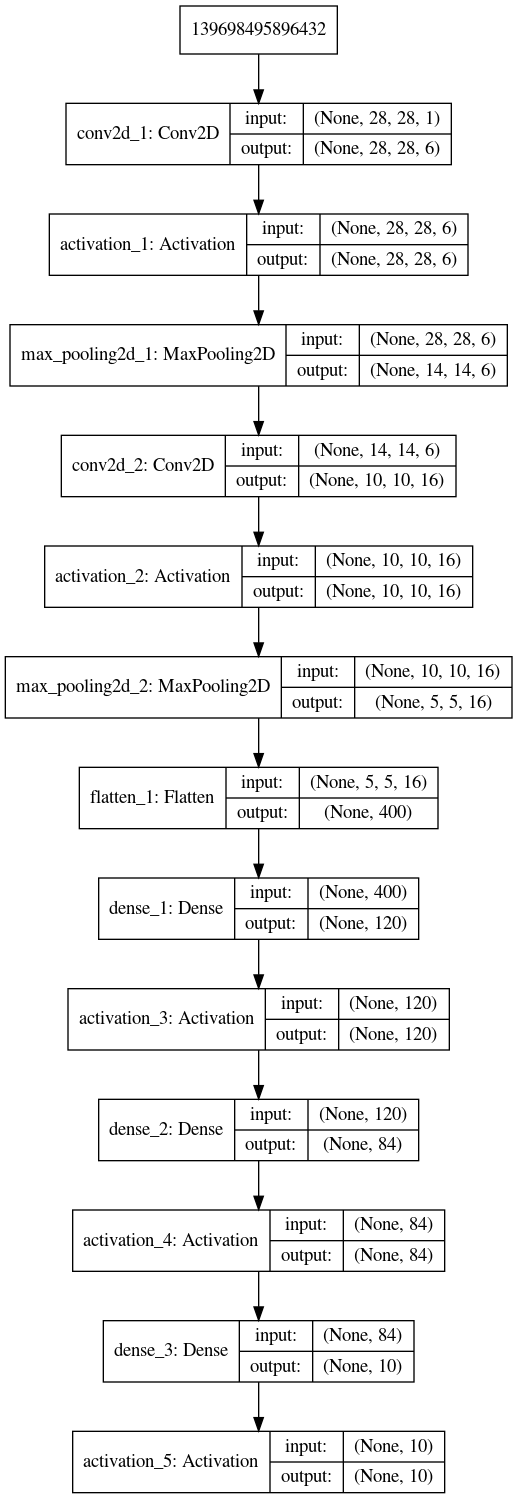 139698495896432
conv2d_1: Conv2D
input: (None, 28, 28, 1)
output: (None, 28, 28, 6)
activation_1: Activation
input: (None, 28, 28, 6)
output: (None, 28, 28, 6)
max_pooling2d_1: MaxPooling2D
input: (None, 28, 28, 6)
output: (None, 14, 14, 6)
conv2d_2: Conv2D
input: (None, 14, 14, 6)
output: (None, 10, 10, 16)
activation_2: Activation
input: (None, 10, 10, 16)
output: (None, 10, 10, 16)
max_pooling2d_2: MaxPooling2D
input: (None, 10, 10, 16)
output: (None, 5, 5, 16)
flatten_1: Flatten
input: (None, 5, 5, 16)
output: (None, 400)
dense_1: Dense
input: (None, 400)
output: (None, 120)
activation_3: Activation
input: (None, 120)
output: (None, 120)
dense_2: Dense
input: (None, 120)
output: (None, 84)
activation_4: Activation
input: (None, 84)
output: (None, 84)
dense_3: Dense
input: (None, 84)
output: (None, 10)
activation_5: Activation
input: (None, 10)
output: (None, 10)